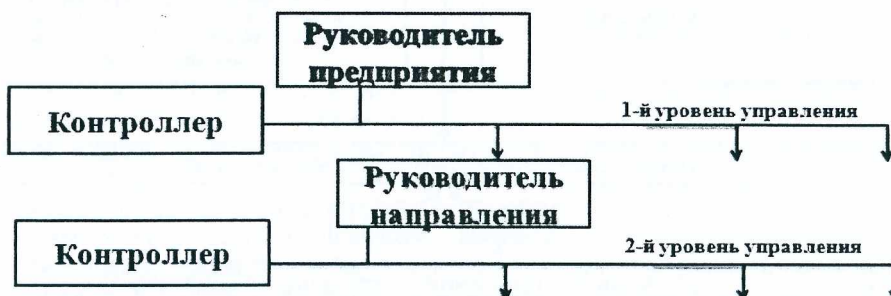 Руководитель
предприятия
Контроллер
1-й уровень управления
Руководитель
направления
Контроллер
2-й уровень управления